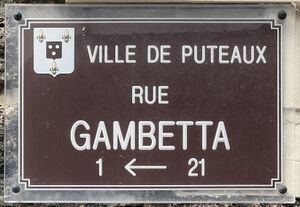 VILLE DE PUTEAUX
RUE
GAMBETTA
1 ← 21